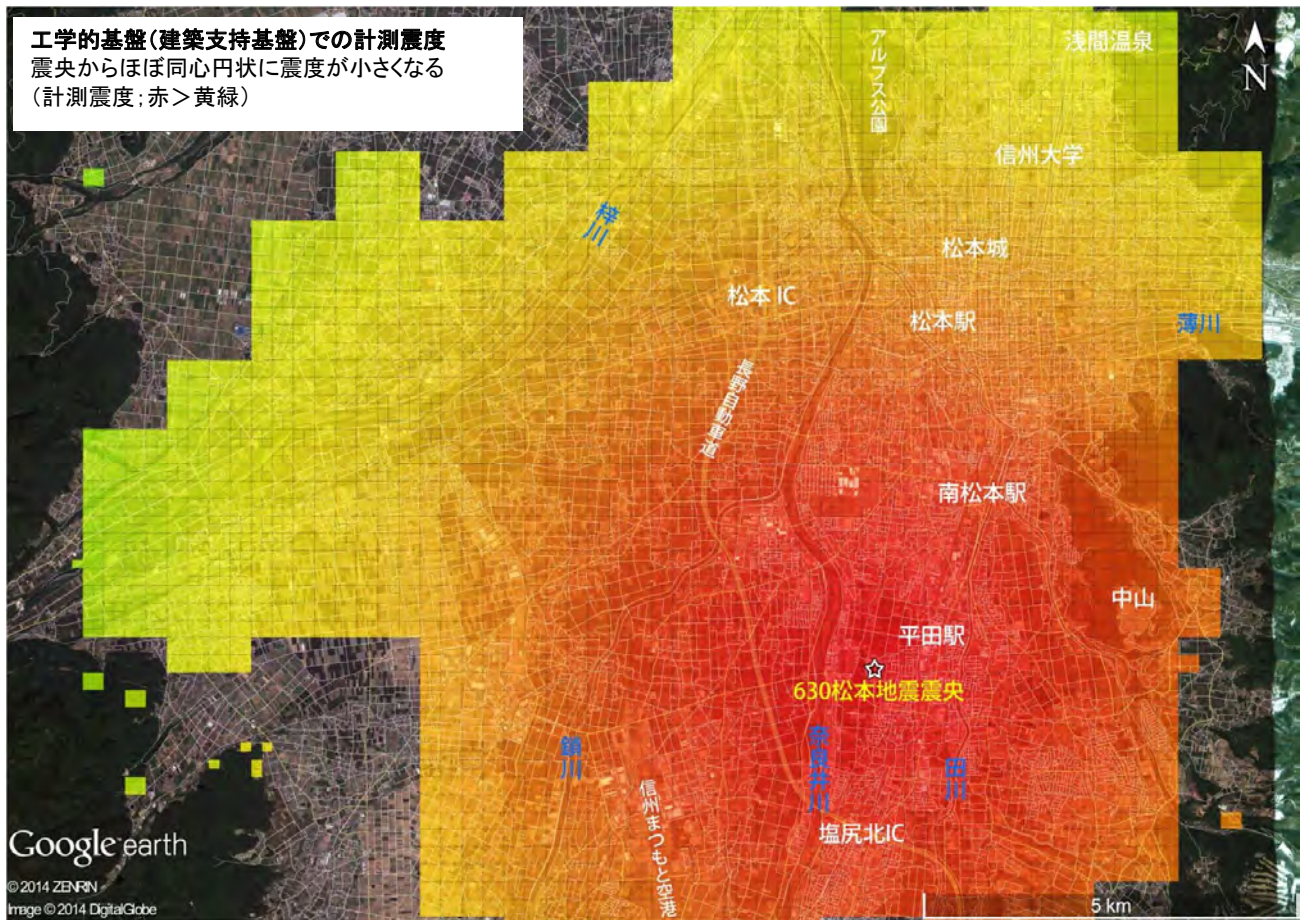 工学的基盤(建築支持基盤)での計測震度
震央からほぼ同心円状に震度が小さくなる
(計測震度;赤＞黄緑)
アルプス公園
浅間温泉
N
信州大学
梓川
松本城
松本 IC
松本駅
薄川
長野自動車道
南松本駅
中山
平田駅
630松本地震震央
鎖川
奈良井川
田川
信州まつもと空港
塩尻北IC
Google earth
© 2014 ZENRIN
Image © 2014 DigitalGlobe
5 km